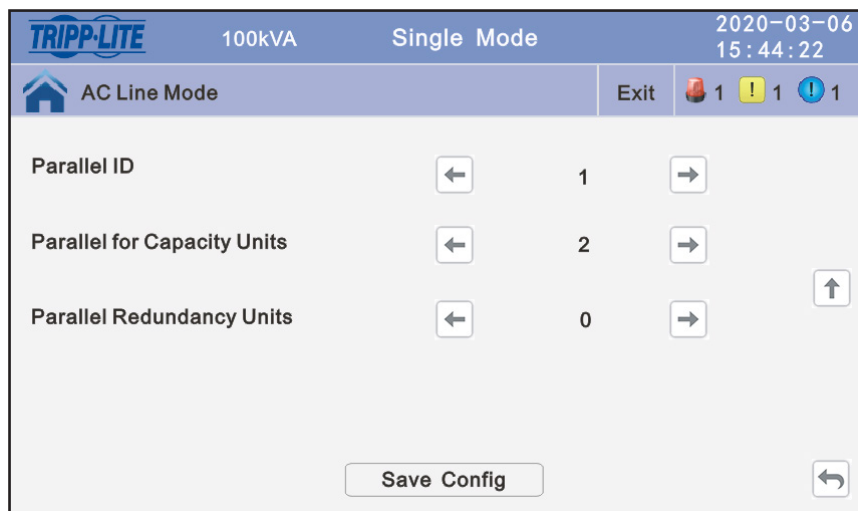 TRIPP·LITE 100kVA Single Mode 2020-03-06
15:44:22
AC Line Mode Exit 1 ! 1 ! 1
Parallel ID 1
Parallel for Capacity Units 2
Parallel Redundancy Units 0
Save Config